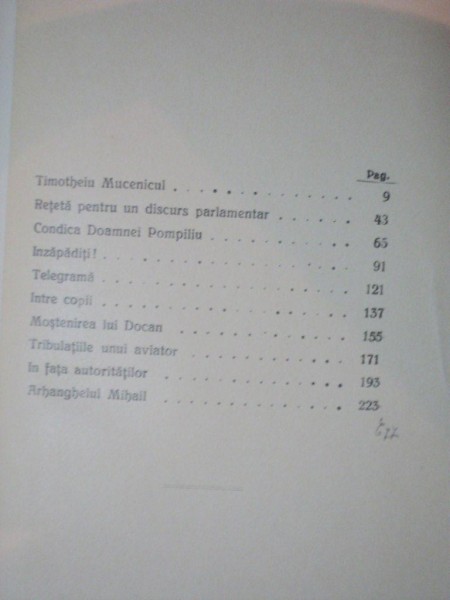 Pag.
Timotheiu Mucenicul . . . . . . . . . . . 9
Rețetă pentru un discurs parlamentar . . . . . . 43
Condica Doamnei Pompiliu . . . . . . . . . 65
Inzăpădiți! . . . . . . . . . . . . . . . 91
Telegramă . . . . . . . . . . . . . . . 121
Intre copii . . . . . . . . . . . . . . . 137
Moștenirea lui Docan . . . . . . . . . . . 155
Tribulațiile unui aviator . . . . . . . . . . 171
In fața autorităților . . . . . . . . . . . 193
Arhanghelul Mihail . . . . . . . . . . . 223